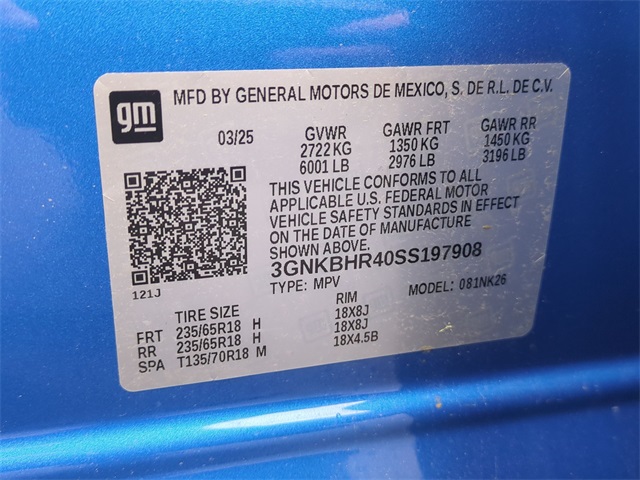 gm
MFD BY GENERAL MOTORS DE MEXICO, S. DE R.L. DE C.V.
03/25 GVWR GAWR FRT GAWR RR
2722 KG 1350 KG 1450 KG
6001 LB 2976 LB 3196 LB
THIS VEHICLE CONFORMS TO ALL
APPLICABLE U.S. FEDERAL MOTOR
VEHICLE SAFETY STANDARDS IN EFFECT
ON THE DATE OF MANUFACTURE
SHOWN ABOVE.
3GNKBHR40SS197908
121J TYPE: MPV MODEL: 081NK26
TIRE SIZE RIM
FRT 235/65R18 H 18X8J
RR 235/65R18 H 18X8J
SPA T135/70R18 M 18X4.5B